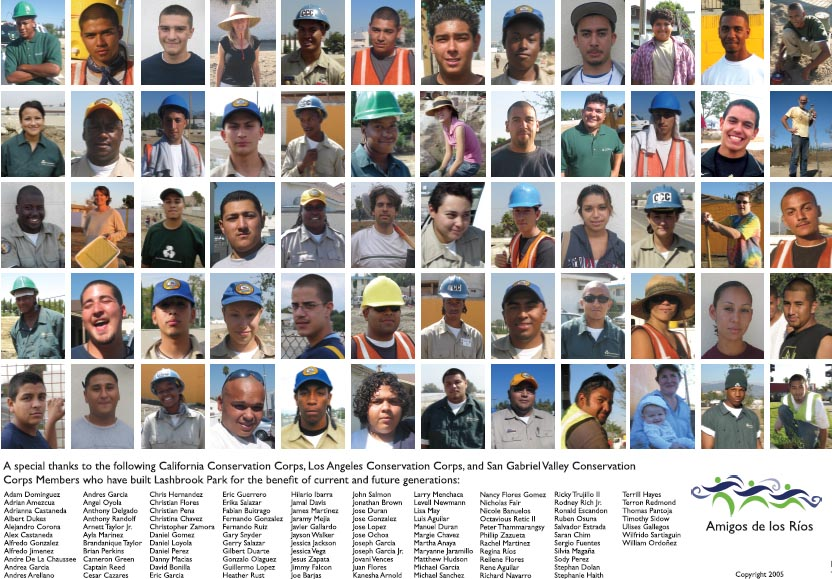 A special thanks to the following California Conservation Corps, Los Angeles Conservation Corps, and San Gabriel Valley Conservation
Corps Members who have built Lashbrook Park for the benefit of current and future generations:
Adam Dominguez
Adrian Amezcua
Adrianna Castaneda
Albert Dukas
Alejandro Corona
Alex Castaneda
Alfredo Gonzalez
Alfredo Jimenez
Andre De La Chaussee
Andrea Garcia
Andres Arellano
Andres Garcia
Angel Oyola
Anthony Delgado
Anthony Randolf
Arnett Taylor Jr.
Ayla Marinez
Brandanique Taylor
Brian Perkins
Cameron Green
Captain Reed
Cesar Cazares
Chris Hernandez
Christian Flores
Christian Pena
Christina Chavez
Christopher Zamora
Daniel Gomez
Daniel Loyola
Daniel Perez
Danny Macias
David Bonilla
Eric Garcia
Eric Guerrero
Erika Salazar
Fabian Buitrago
Fernando Gonzalez
Fernando Ruiz
Gary Snyder
Gerry Salazar
Gilbert Duarte
Gonzalo Olaguez
Guillermo Lopez
Heather Rust
Hilario Ibarra
Jamal Davis
James Martinez
Jaramy Mejia
Javier Gallardo
Jayson Walker
Jessica Jackson
Jessica Vega
Jesus Zapata
Jimmy Falcon
Joe Barjas
John Salmon
Jonathan Brown
Jose Duran
Jose Gonzalez
Jose Lopez
Jose Ochoa
Joseph Garcia
Joseph Garcia Jr.
Jovani Vences
Juan Flores
Kanesha Arnold
Larry Menchaca
Lovell Newmann
Lisa May
Luis Aguilar
Manuel Duran
Margie Chavez
Martha Anaya
Maryanne Jaramillo
Matthew Hudson
Michael Garcia
Michael Sanchez
Nancy Flores Gomez
Nicholas Fair
Nicole Banuelos
Octavious Retic II
Peter Thammarangsy
Phillip Zazueta
Rachel Martinez
Regina Ríos
Reilene Flores
Rene Aguilar
Richard Navarro
Ricky Trujillo II
Rodney Rich Jr.
Ronald Escandon
Ruben Osuna
Salvador Estrada
Saran Chim
Sergio Fuentes
Silvia Magaña
Sody Perez
Stephan Dolan
Stephanie Haith
Terrill Hayes
Terron Redmond
Thomas Pantoja
Timothy Sidow
Ulises Gallegos
Wilfrido Sartiaguin
William Ordoñez
Amigos de los Ríos
Copyright 2005